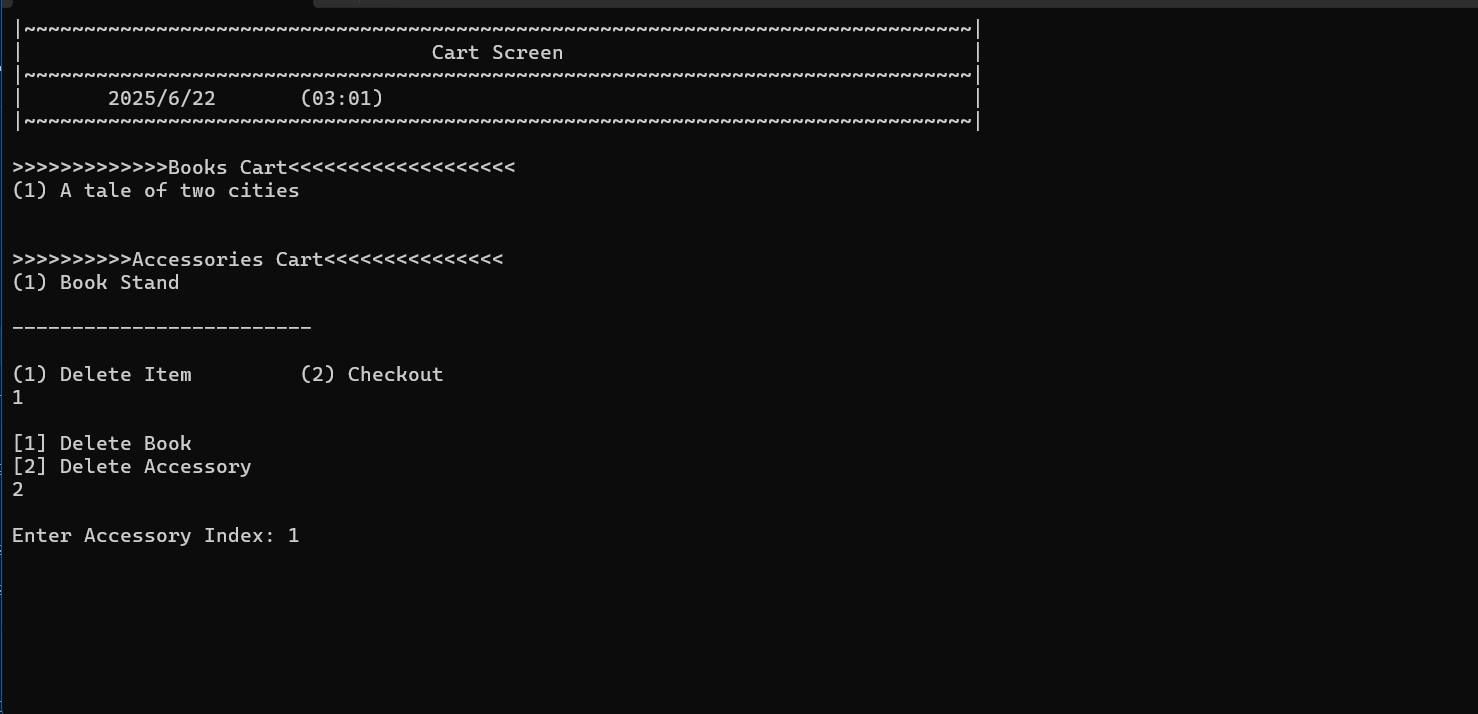 |~~~~~~~~~~~~~~~~~~~~~~~~~~~~~~~~~~~~~~~~~~~~~~~~~~~~~~~~~~~~~~~~~~~~~~~~~~~~~~~|
|                                  Cart Screen                                  |
|~~~~~~~~~~~~~~~~~~~~~~~~~~~~~~~~~~~~~~~~~~~~~~~~~~~~~~~~~~~~~~~~~~~~~~~~~~~~~~~|
|       2025/6/22       (03:01)                                                 |
|~~~~~~~~~~~~~~~~~~~~~~~~~~~~~~~~~~~~~~~~~~~~~~~~~~~~~~~~~~~~~~~~~~~~~~~~~~~~~~~|
>>>>>>>>>>>>>Books Cart<<<<<<<<<<<<<<<<<<<
(1) A tale of two cities
>>>>>>>>>>Accessories Cart<<<<<<<<<<<<<<<
(1) Book Stand
-------------------------
(1) Delete Item         (2) Checkout
1
[1] Delete Book
[2] Delete Accessory
2
Enter Accessory Index: 1